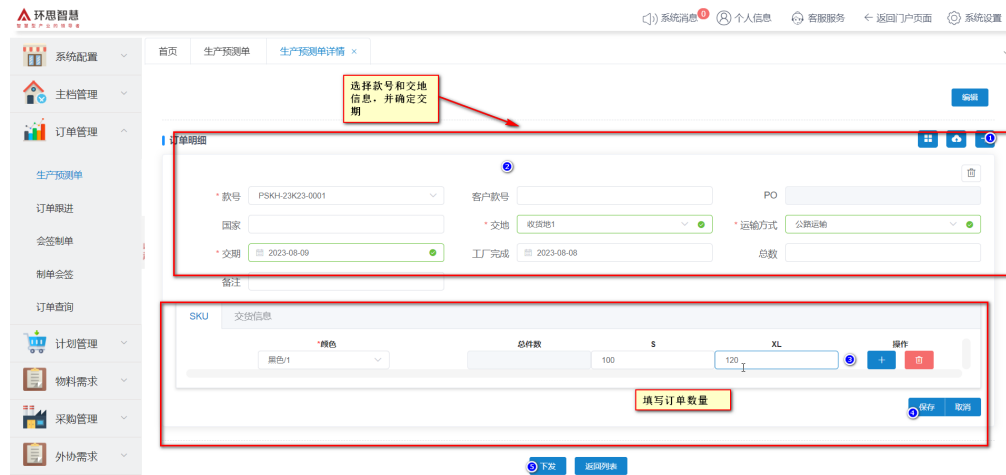 环思智慧
智慧型产业的领导者
系统消息 0
个人信息
客服服务
返回门户页面
系统设置
系统配置
主档管理
订单管理
生产预测单
订单跟进
会签制单
制单会签
订单查询
计划管理
物料需求
采购管理
外协需求
首页
生产预测单
生产预测单详情 ×
选择款号和交地
信息，并确定交
期
编辑
订单明细
1
2
* 款号 PSKH-23K23-0001
客户款号
PO
国家
* 交地 收货地1
* 运输方式 公路运输
* 交期 2023-08-09
工厂完成 2023-08-08
总数
备注
SKU 交货信息
*颜色 总件数 S XL 操作
黑色/1 100 120 3 +
填写订单数量
4 保存 取消
5 下发 返回列表